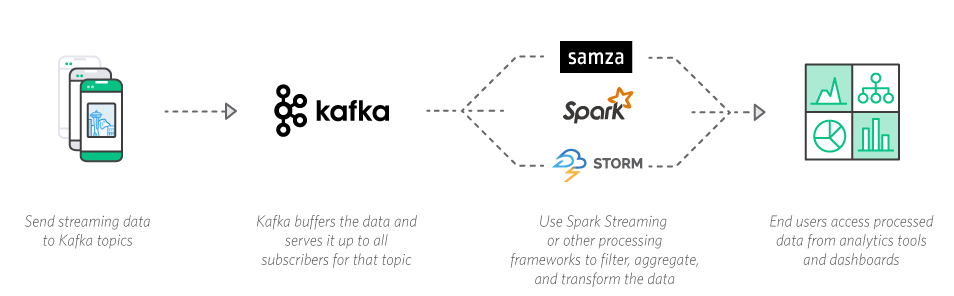 samza
kafka
Spark
STORM
Send streaming data
to Kafka topics
Kafka buffers the data and
serves it up to all
subscribers for that topic
Use Spark Streaming
or other processing
frameworks to filter, aggregate,
and transform the data
End users access processed
data from analytics tools
and dashboards